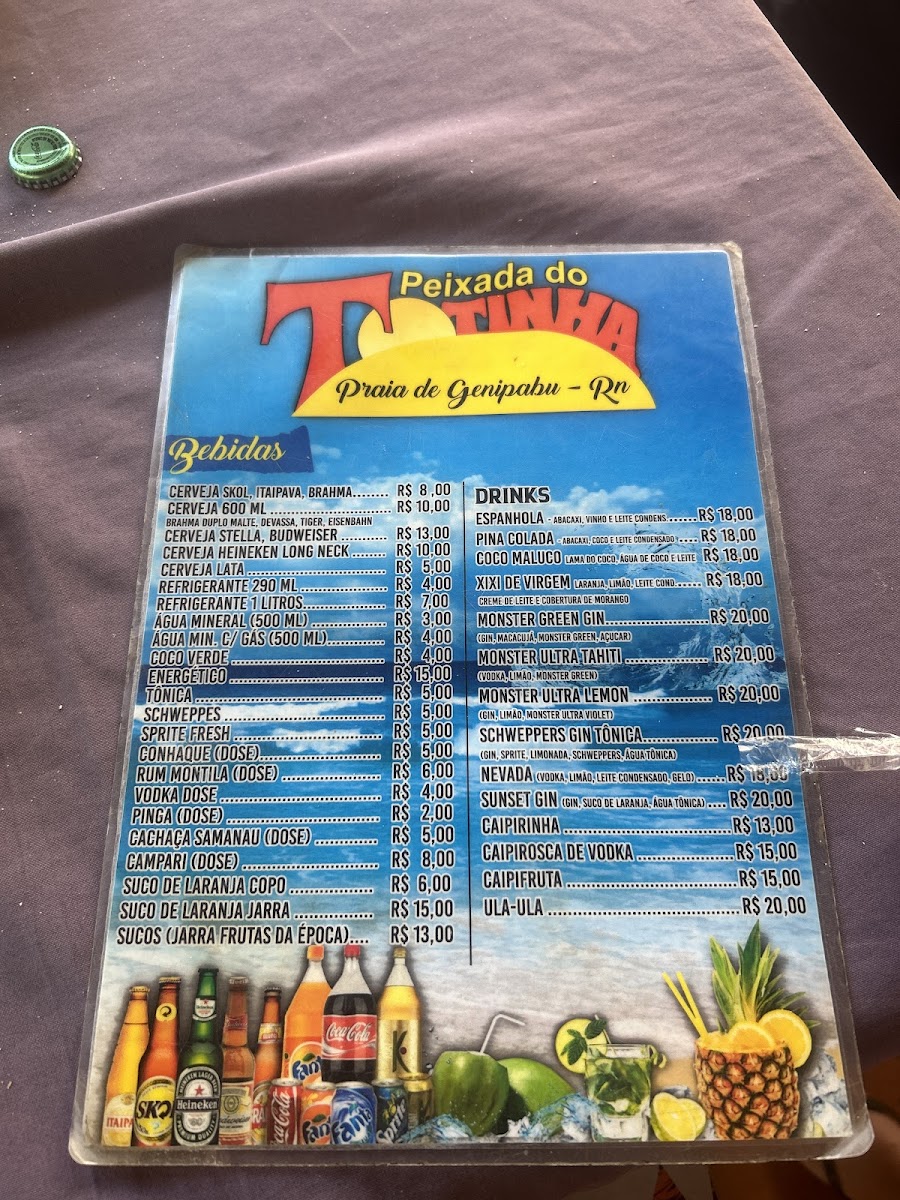 Peixada do
TOTINHA
Praia de Genipabu - Rn
Bebidas
CERVEJA SKOL, ITAIPAVA, BRAHMA........ R$ 8,00
CERVEJA 600 ML........................ R$ 10,00
BRAHMA DUPLO MALTE, DEVASSA, TIGER, EISENBAHN
CERVEJA STELLA, BUDWEISER........... R$ 13,00
CERVEJA HEINEKEN LONG NECK........ R$ 10,00
CERVEJA LATA........................ R$ 5,00
REFRIGERANTE 290 ML................ R$ 4,00
REFRIGERANTE 1 LITROS............... R$ 7,00
ÁGUA MINERAL (500 ML)............... R$ 3,00
ÁGUA MIN. C/ GÁS (500 ML)........... R$ 4,00
COCO VERDE......................... R$ 4,00
ENERGÉTICO......................... R$ 15,00
TÔNICA............................. R$ 5,00
SCHWEPPES.......................... R$ 5,00
SPRITE FRESH....................... R$ 5,00
CONHAQUE (DOSE).................... R$ 5,00
RUM MONTILA (DOSE)................. R$ 6,00
VODKA DOSE......................... R$ 4,00
PINGA (DOSE)....................... R$ 2,00
CACHAÇA SAMANAU (DOSE)............. R$ 5,00
CAMPARI (DOSE)..................... R$ 8,00
SUCO DE LARANJA COPO............... R$ 6,00
SUCO DE LARANJA JARRA.............. R$ 15,00
SUCOS (JARRA FRUTAS DA ÉPOCA).... R$ 13,00
DRINKS
ESPANHOLA - ABACAXI, VINHO E LEITE CONDENS....... R$ 18,00
PINA COLADA - ABACAXI, COCO E LEITE CONDENSADO .... R$ 18,00
COCO MALUCO LAMA DO COCO, ÁGUA DE COCO E LEITE R$ 18,00
XIXI DE VIRGEM LARANJA, LIMÃO, LEITE COND...... R$ 18,00
CREME DE LEITE E COBERTURA DE MORANGO
MONSTER GREEN GIN........................ R$ 20,00
(GIN, MACACUJÁ, MONSTER GREEN, AÇUCAR)
MONSTER ULTRA TAHITI ............... R$ 20,00
(VODKA, LIMÃO, MONSTER GREEN)
MONSTER ULTRA LEMON .............. R$ 20,00
(GIN, LIMÃO, MONSTER ULTRA VIOLET)
SCHWEPPERS GIN TÔNICA............. R$ 20,00
(GIN, SPRITE, LIMONADA, SCHWEPPERS, ÁGUA TÔNICA)
NEVADA (VODKA, LIMÃO, LEITE CONDENSADO, GELO) ...... R$ 18,00
SUNSET GIN (GIN, SUCO DE LARANJA, ÁGUA TÔNICA) .... R$ 20,00
CAIPIRINHA ............................ R$ 13,00
CAIPIROSCA DE VODKA ................ R$ 15,00
CAIPIFRUTA ............................ R$ 15,00
ULA-ULA ................................ R$ 20,00
Coca-Cola
Heineken
Coca-Cola